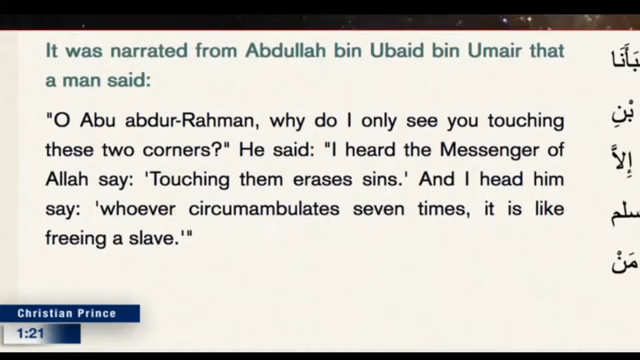 It was narrated from Abdullah bin Ubaid bin Umair that
a man said:
"O Abu abdur-Rahman, why do I only see you touching
these two corners?" He said: "I heard the Messenger of
Allah say: 'Touching them erases sins.' And I head him
say: 'whoever circumambulates seven times, it is like
freeing a slave.'"
بْنِ
إِلاَّ
مَنْ
Christian Prince
1:21